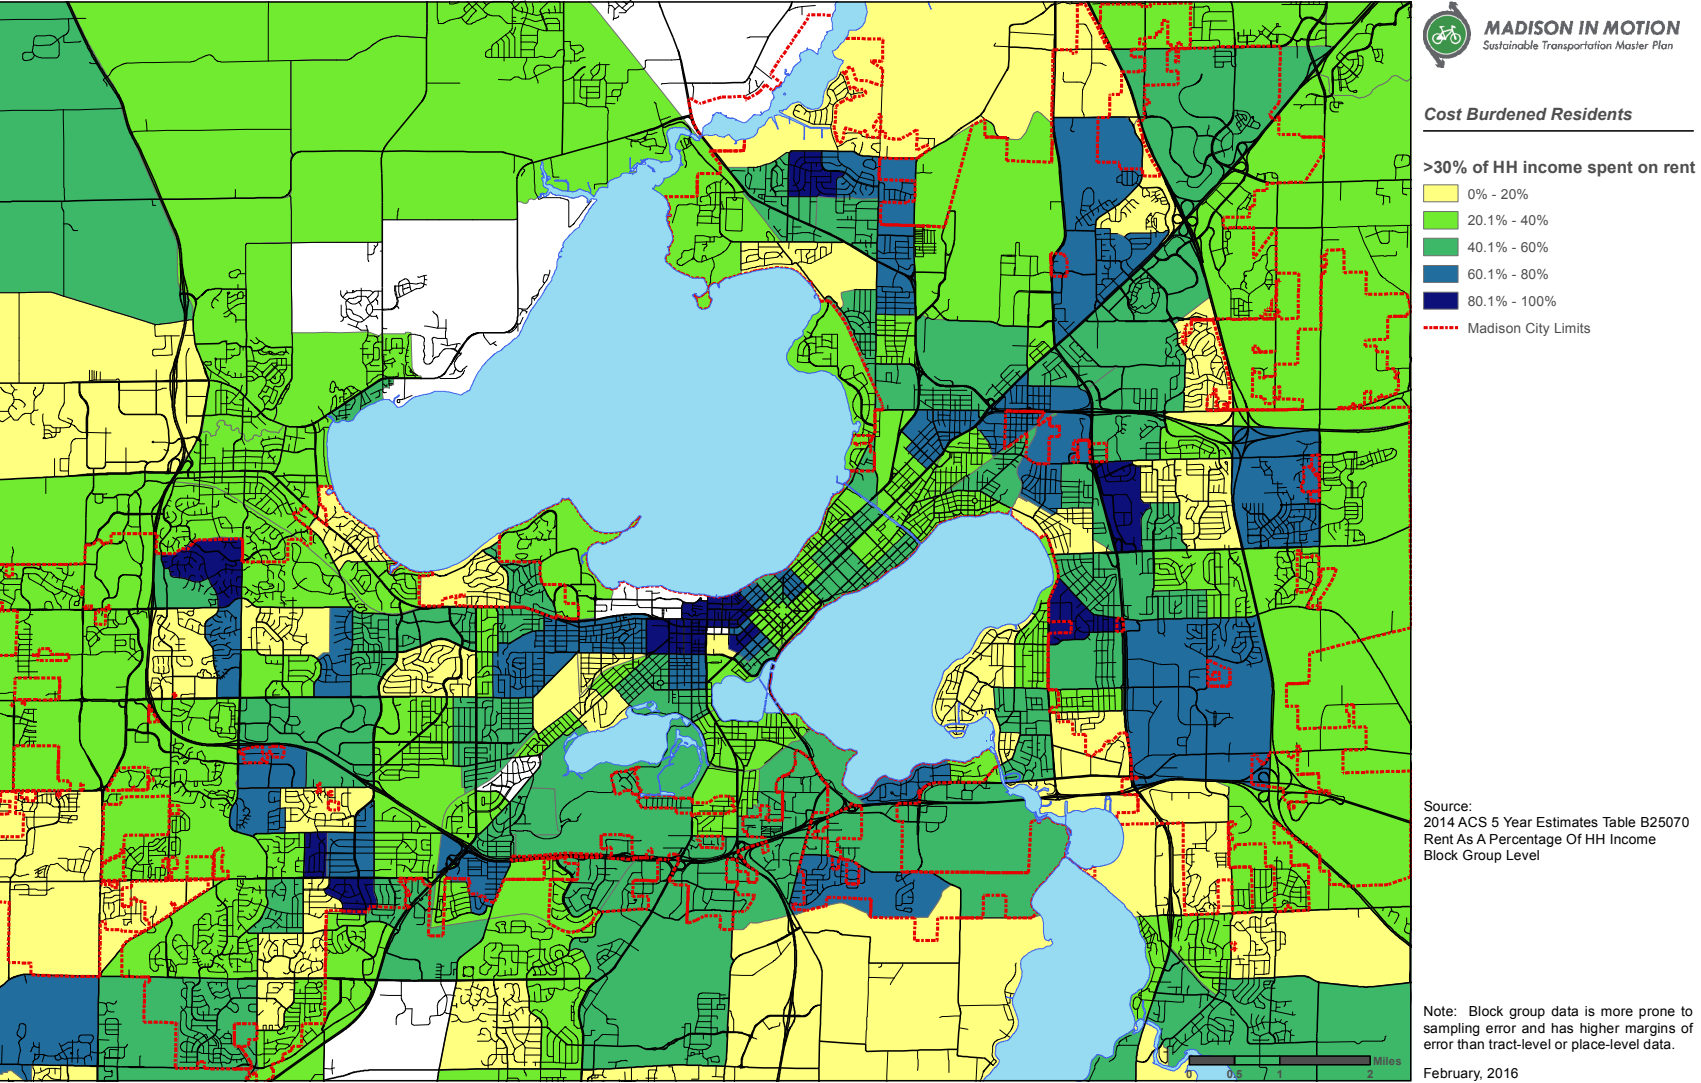 MADISON IN MOTION
Sustainable Transportation Master Plan
Cost Burdened Residents
>30% of HH income spent on rent
0% - 20%
20.1% - 40%
40.1% - 60%
60.1% - 80%
80.1% - 100%
Madison City Limits
Source:
2014 ACS 5 Year Estimates Table B25070
Rent As A Percentage Of HH Income
Block Group Level
Note: Block group data is more prone to
sampling error and has higher margins of
error than tract-level or place-level data.
February, 2016
Miles
0 0.5 1 2